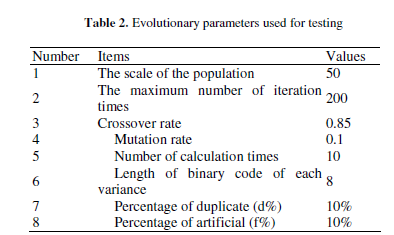 Table 2. Evolutionary parameters used for testing
Number Items Values
1 The scale of the population 50
2 The maximum number of iteration times 200
3 Crossover rate 0.85
4 Mutation rate 0.1
5 Number of calculation times 10
6 Length of binary code of each variance 8
7 Percentage of duplicate (d%) 10%
8 Percentage of artificial (f%) 10%